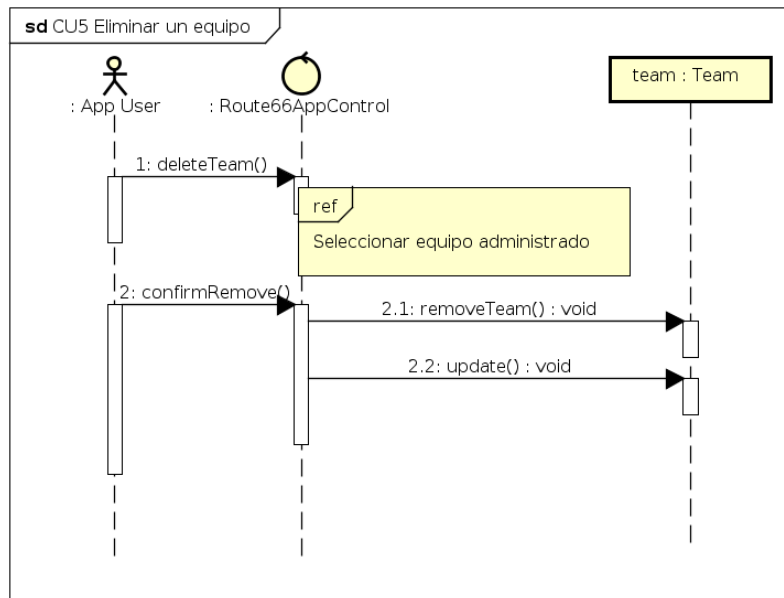 sd CU5 Eliminar un equipo
: App User
: Route66AppControl
team : Team
1: deleteTeam()
ref
Seleccionar equipo administrado
2: confirmRemove()
2.1: removeTeam() : void
2.2: update() : void